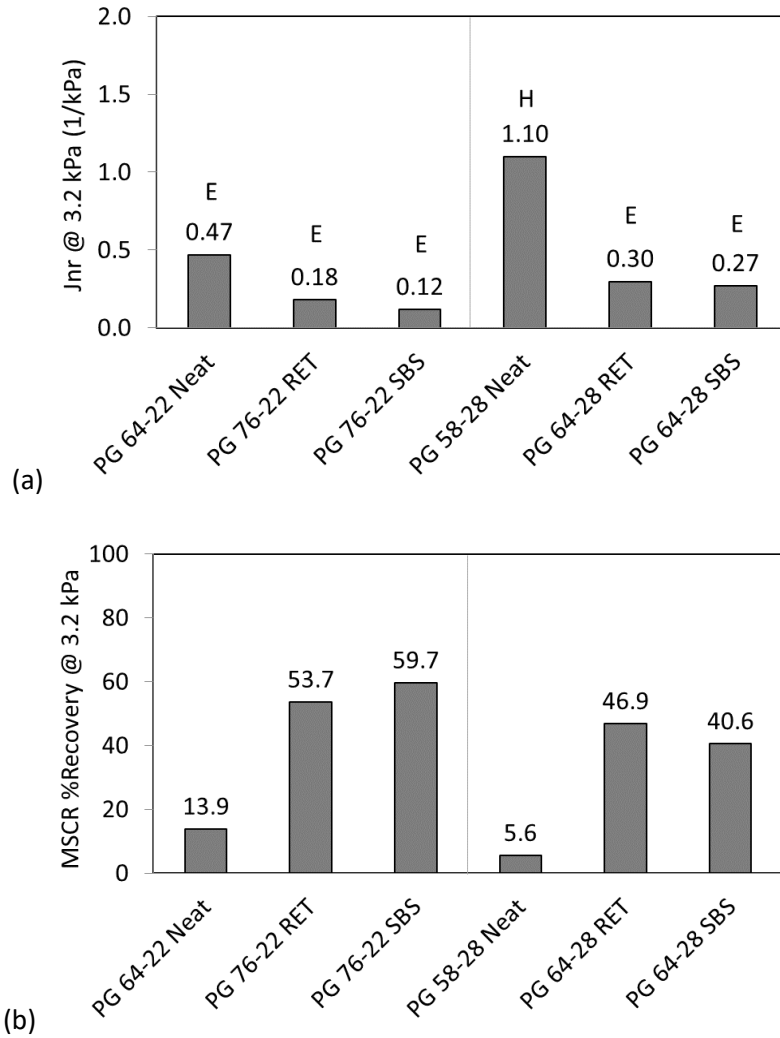 2.0
1.5
1.0
0.5
0.0
Jnr @ 3.2 kPa (1/kPa)
E
0.47
E
0.18
E
0.12
H
1.10
E
0.30
E
0.27
PG 64-22 Neat
PG 76-22 RET
PG 76-22 SBS
PG 58-28 Neat
PG 64-28 RET
PG 64-28 SBS
(a)
100
80
60
40
20
0
MSCR %Recovery @ 3.2 kPa
13.9
53.7
59.7
5.6
46.9
40.6
PG 64-22 Neat
PG 76-22 RET
PG 76-22 SBS
PG 58-28 Neat
PG 64-28 RET
PG 64-28 SBS
(b)